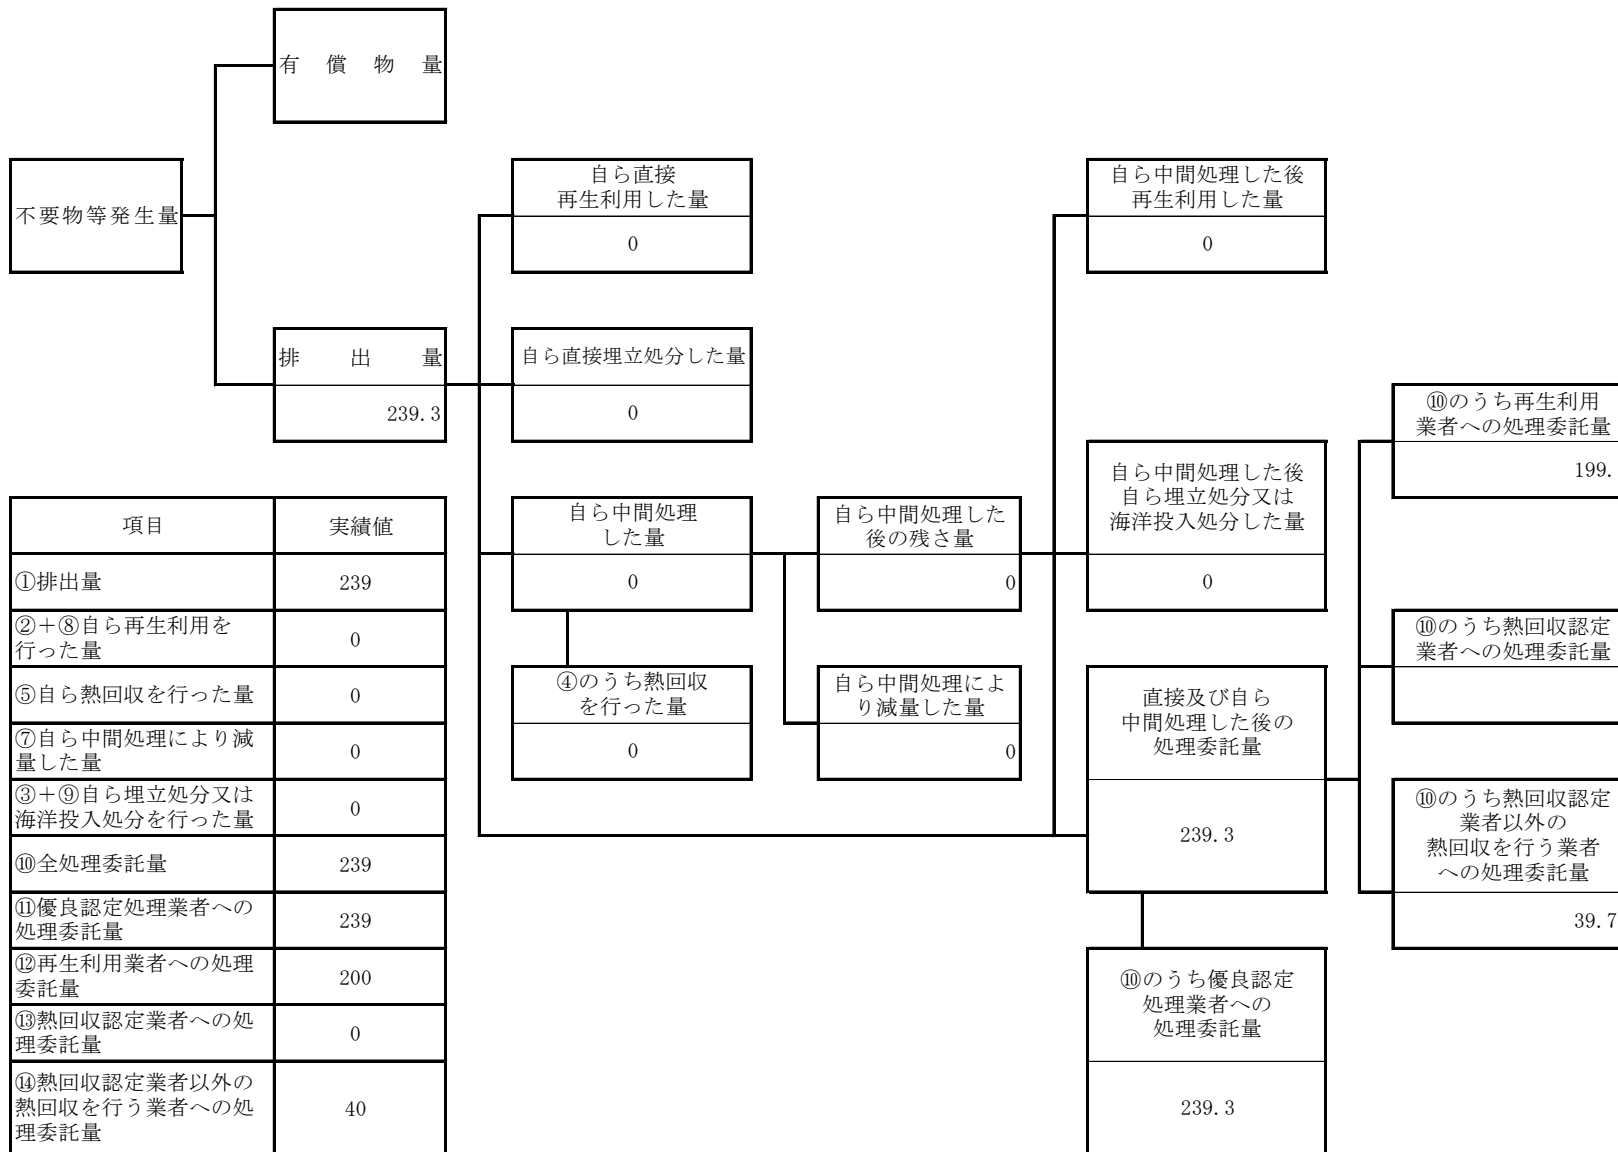 有償物量
不要物等発生量
排出量
239.3
自ら直接
再生利用した量
0
自ら直接埋立処分した量
0
自ら中間処理
した量
0
④のうち熱回収
を行った量
0
自ら中間処理した
後の残さ量
0
自ら中間処理によ
り減量した量
0
自ら中間処理した後
再生利用した量
0
自ら中間処理した後
自ら埋立処分又は
海洋投入処分した量
0
直接及び自ら
中間処理した後の
処理委託量
239.3
⑩のうち優良認定
処理業者への
処理委託量
239.3
⑩のうち再生利用
業者への処理委託量
199.
⑩のうち熱回収認定
業者への処理委託量
⑩のうち熱回収認定
業者以外の
熱回収を行う業者
への処理委託量
39.7
項目 実績値
①排出量 239
②＋⑧自ら再生利用を
行った量 0
⑤自ら熱回収を行った量 0
⑦自ら中間処理により減
量した量 0
③＋⑨自ら埋立処分又は
海洋投入処分を行った量 0
⑩全処理委託量 239
⑪優良認定処理業者への
処理委託量 239
⑫再生利用業者への処理
委託量 200
⑬熱回収認定業者への処
理委託量 0
⑭熱回収認定業者以外の
熱回収を行う業者への処
理委託量 40